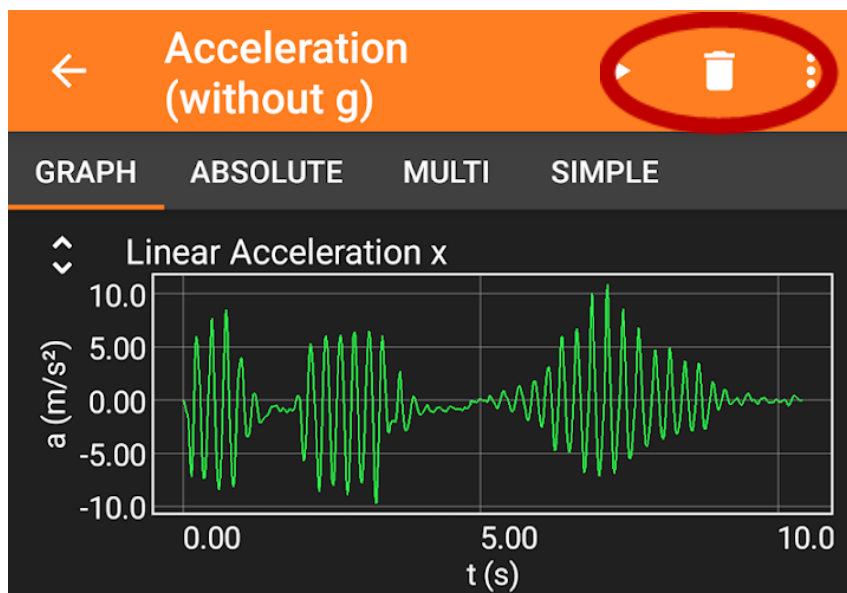 Acceleration
(without g)
GRAPH ABSOLUTE MULTI SIMPLE
Linear Acceleration x
10.0
5.00
0.00
-5.00
-10.0
a (m/s²)
0.00 5.00 10.0
t (s)